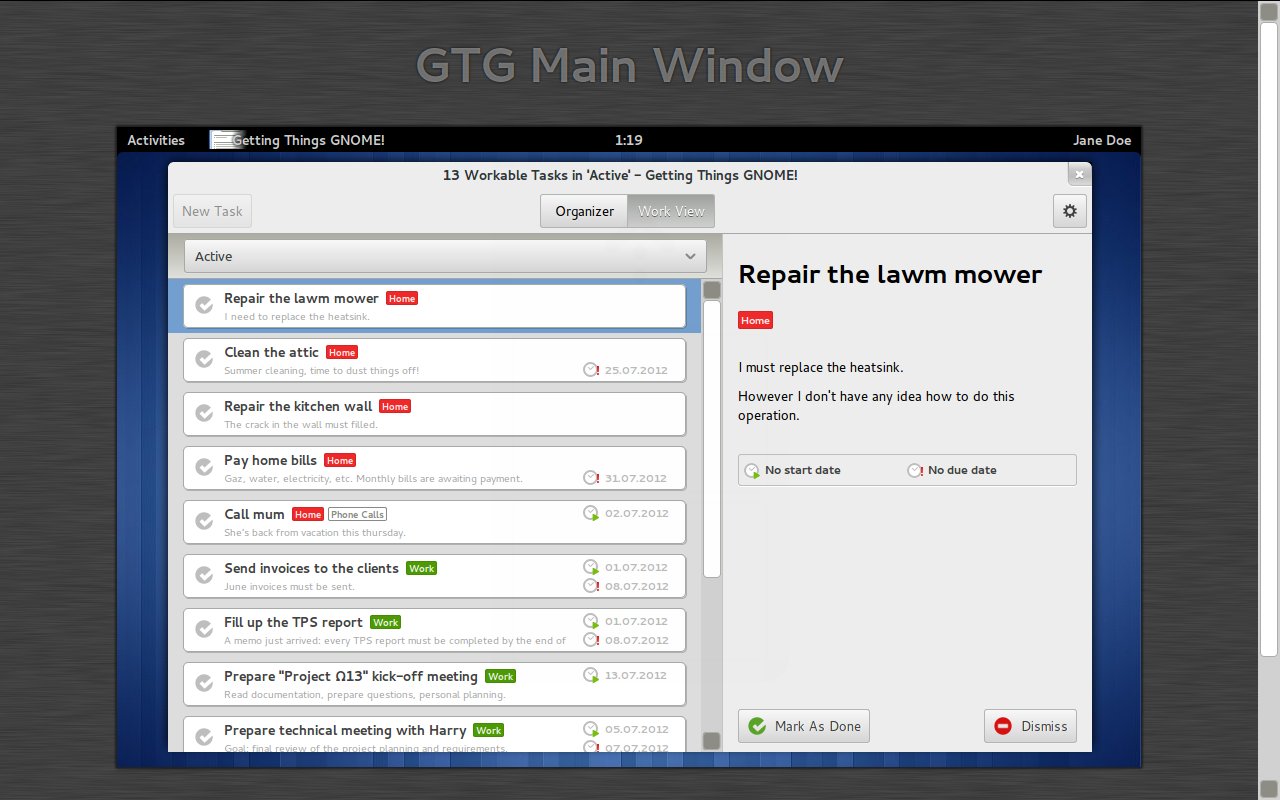 GTG Main Window
Activities Getting Things GNOME! 1:19 Jane Doe
13 Workable Tasks in 'Active' - Getting Things GNOME!
New Task Organizer Work View
Active
Repair the lawm mower Home
I need to replace the heatsink.
Clean the attic Home
Summer cleaning, time to dust things off! 25.07.2012
Repair the kitchen wall Home
The crack in the wall must filled.
Pay home bills Home
Gaz, water, electricity, etc. Monthly bills are awaiting payment. 31.07.2012
Call mum Home Phone Calls 02.07.2012
She's back from vacation this thursday.
Send invoices to the clients Work 01.07.2012
June invoices must be sent. 08.07.2012
Fill up the TPS report Work 01.07.2012
A memo just arrived: every TPS report must be completed by the end of 08.07.2012
Prepare "Project Ω13" kick-off meeting Work 13.07.2012
Read documentation, prepare questions, personal planning.
Prepare technical meeting with Harry Work 05.07.2012
Goal: final review of the project planning and requirements. 07.07.2012
Repair the lawm mower
Home
I must replace the heatsink.
However I don't have any idea how to do this
operation.
No start date No due date
Mark As Done Dismiss